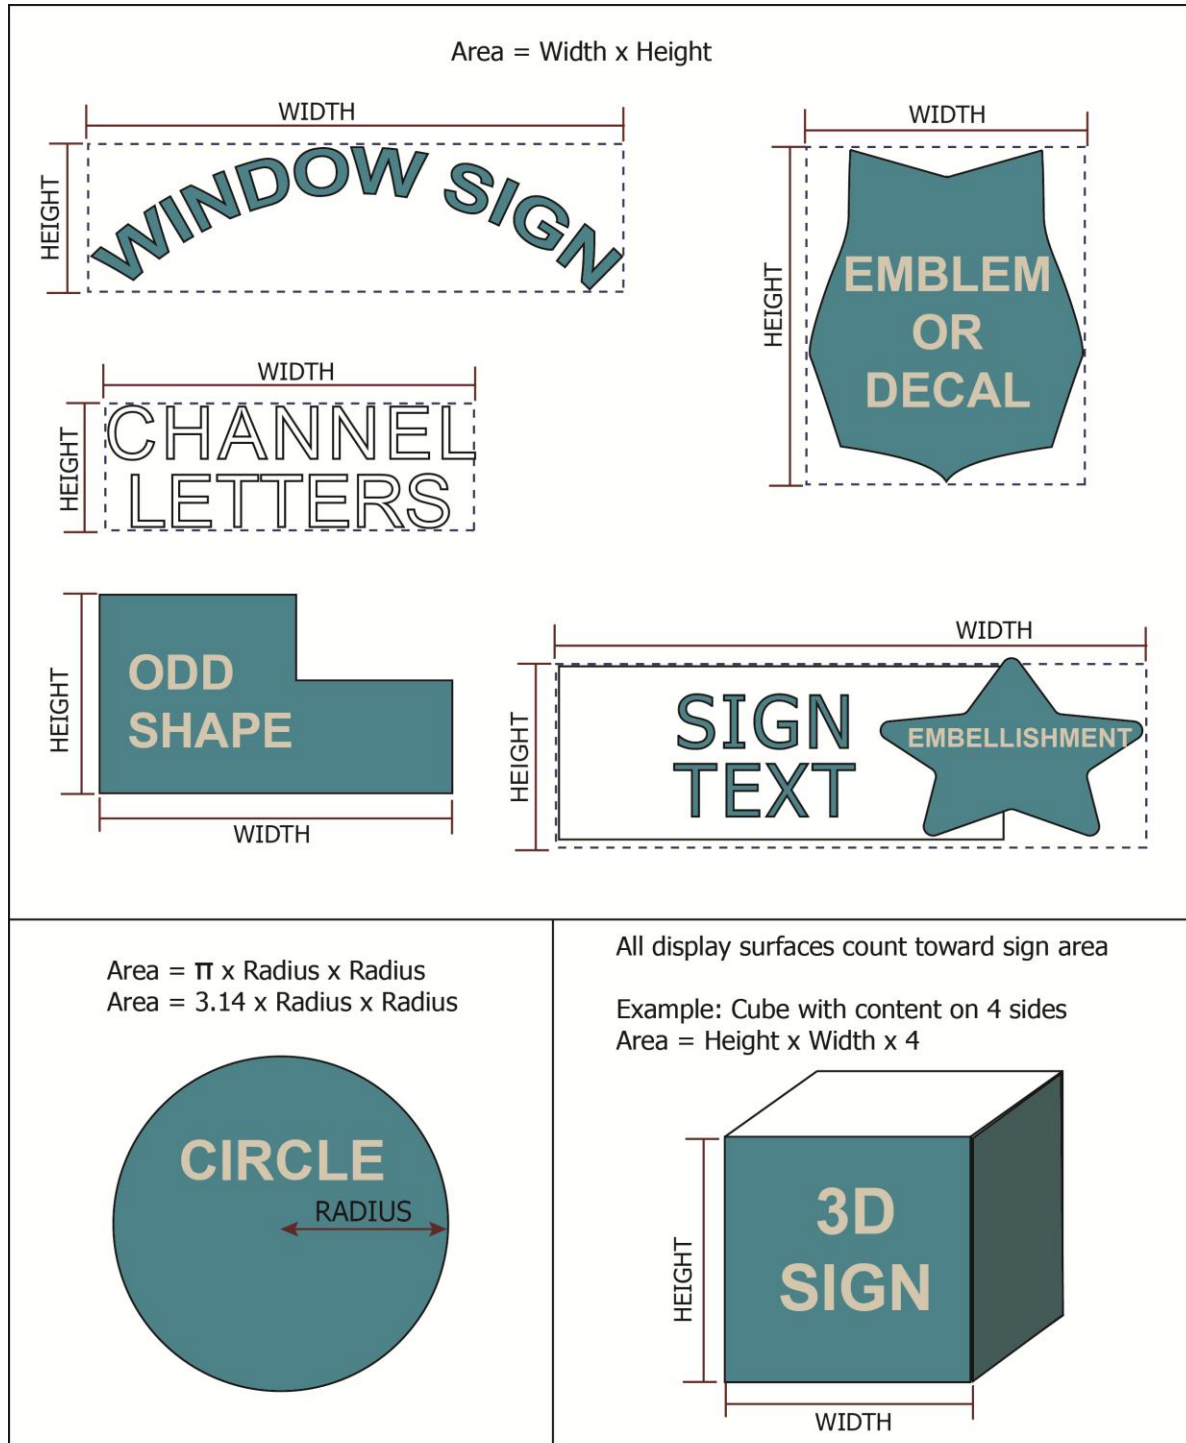 Area = Width x Height
WIDTH
HEIGHT
WINDOW SIGN
WIDTH
HEIGHT
EMBLEM
OR
DECAL
WIDTH
HEIGHT
CHANNEL
LETTERS
HEIGHT
ODD
SHAPE
WIDTH
WIDTH
HEIGHT
SIGN
TEXT
EMBELLISHMENT
Area = π x Radius x Radius
Area = 3.14 x Radius x Radius
CIRCLE
RADIUS
All display surfaces count toward sign area
Example: Cube with content on 4 sides
Area = Height x Width x 4
HEIGHT
3D
SIGN
WIDTH